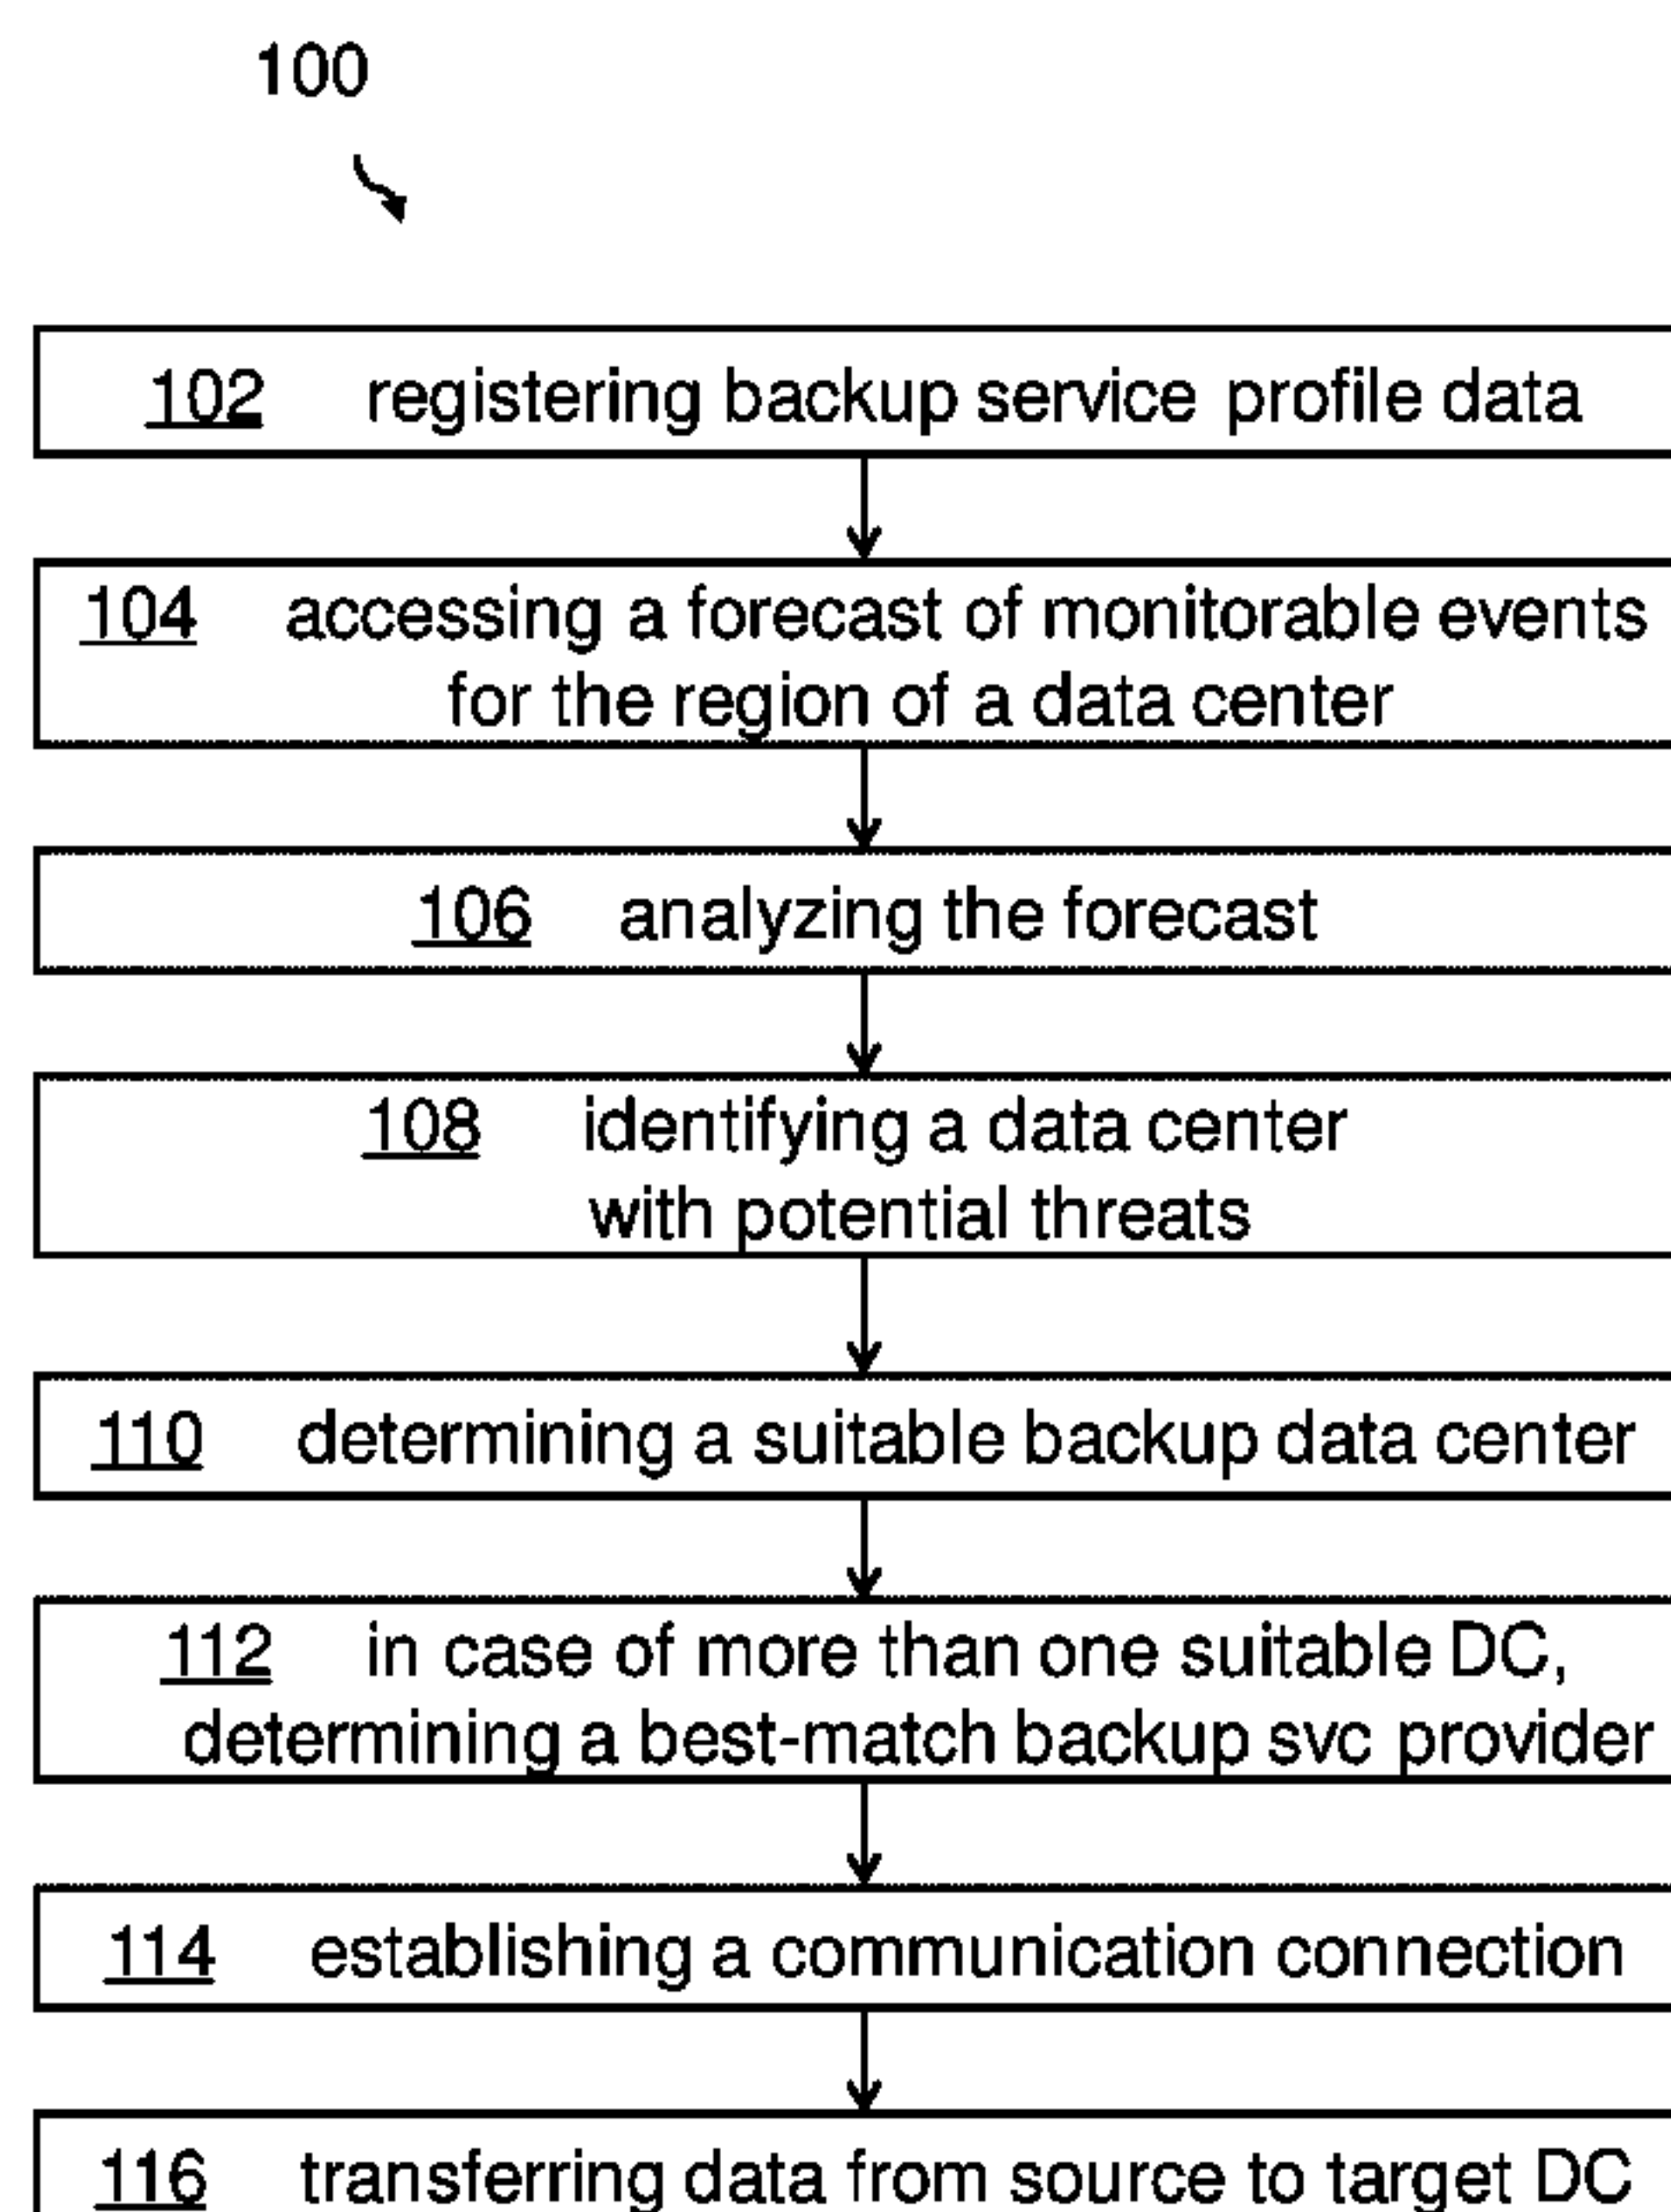 100
102 registering backup service profile data
104 accessing a forecast of monitorable events
for the region of a data center
106 analyzing the forecast
108 identifying a data center
with potential threats
110 determining a suitable backup data center
112 in case of more than one suitable DC,
determining a best-match backup svc provider
114 establishing a communication connection
116 transferring data from source to target DC